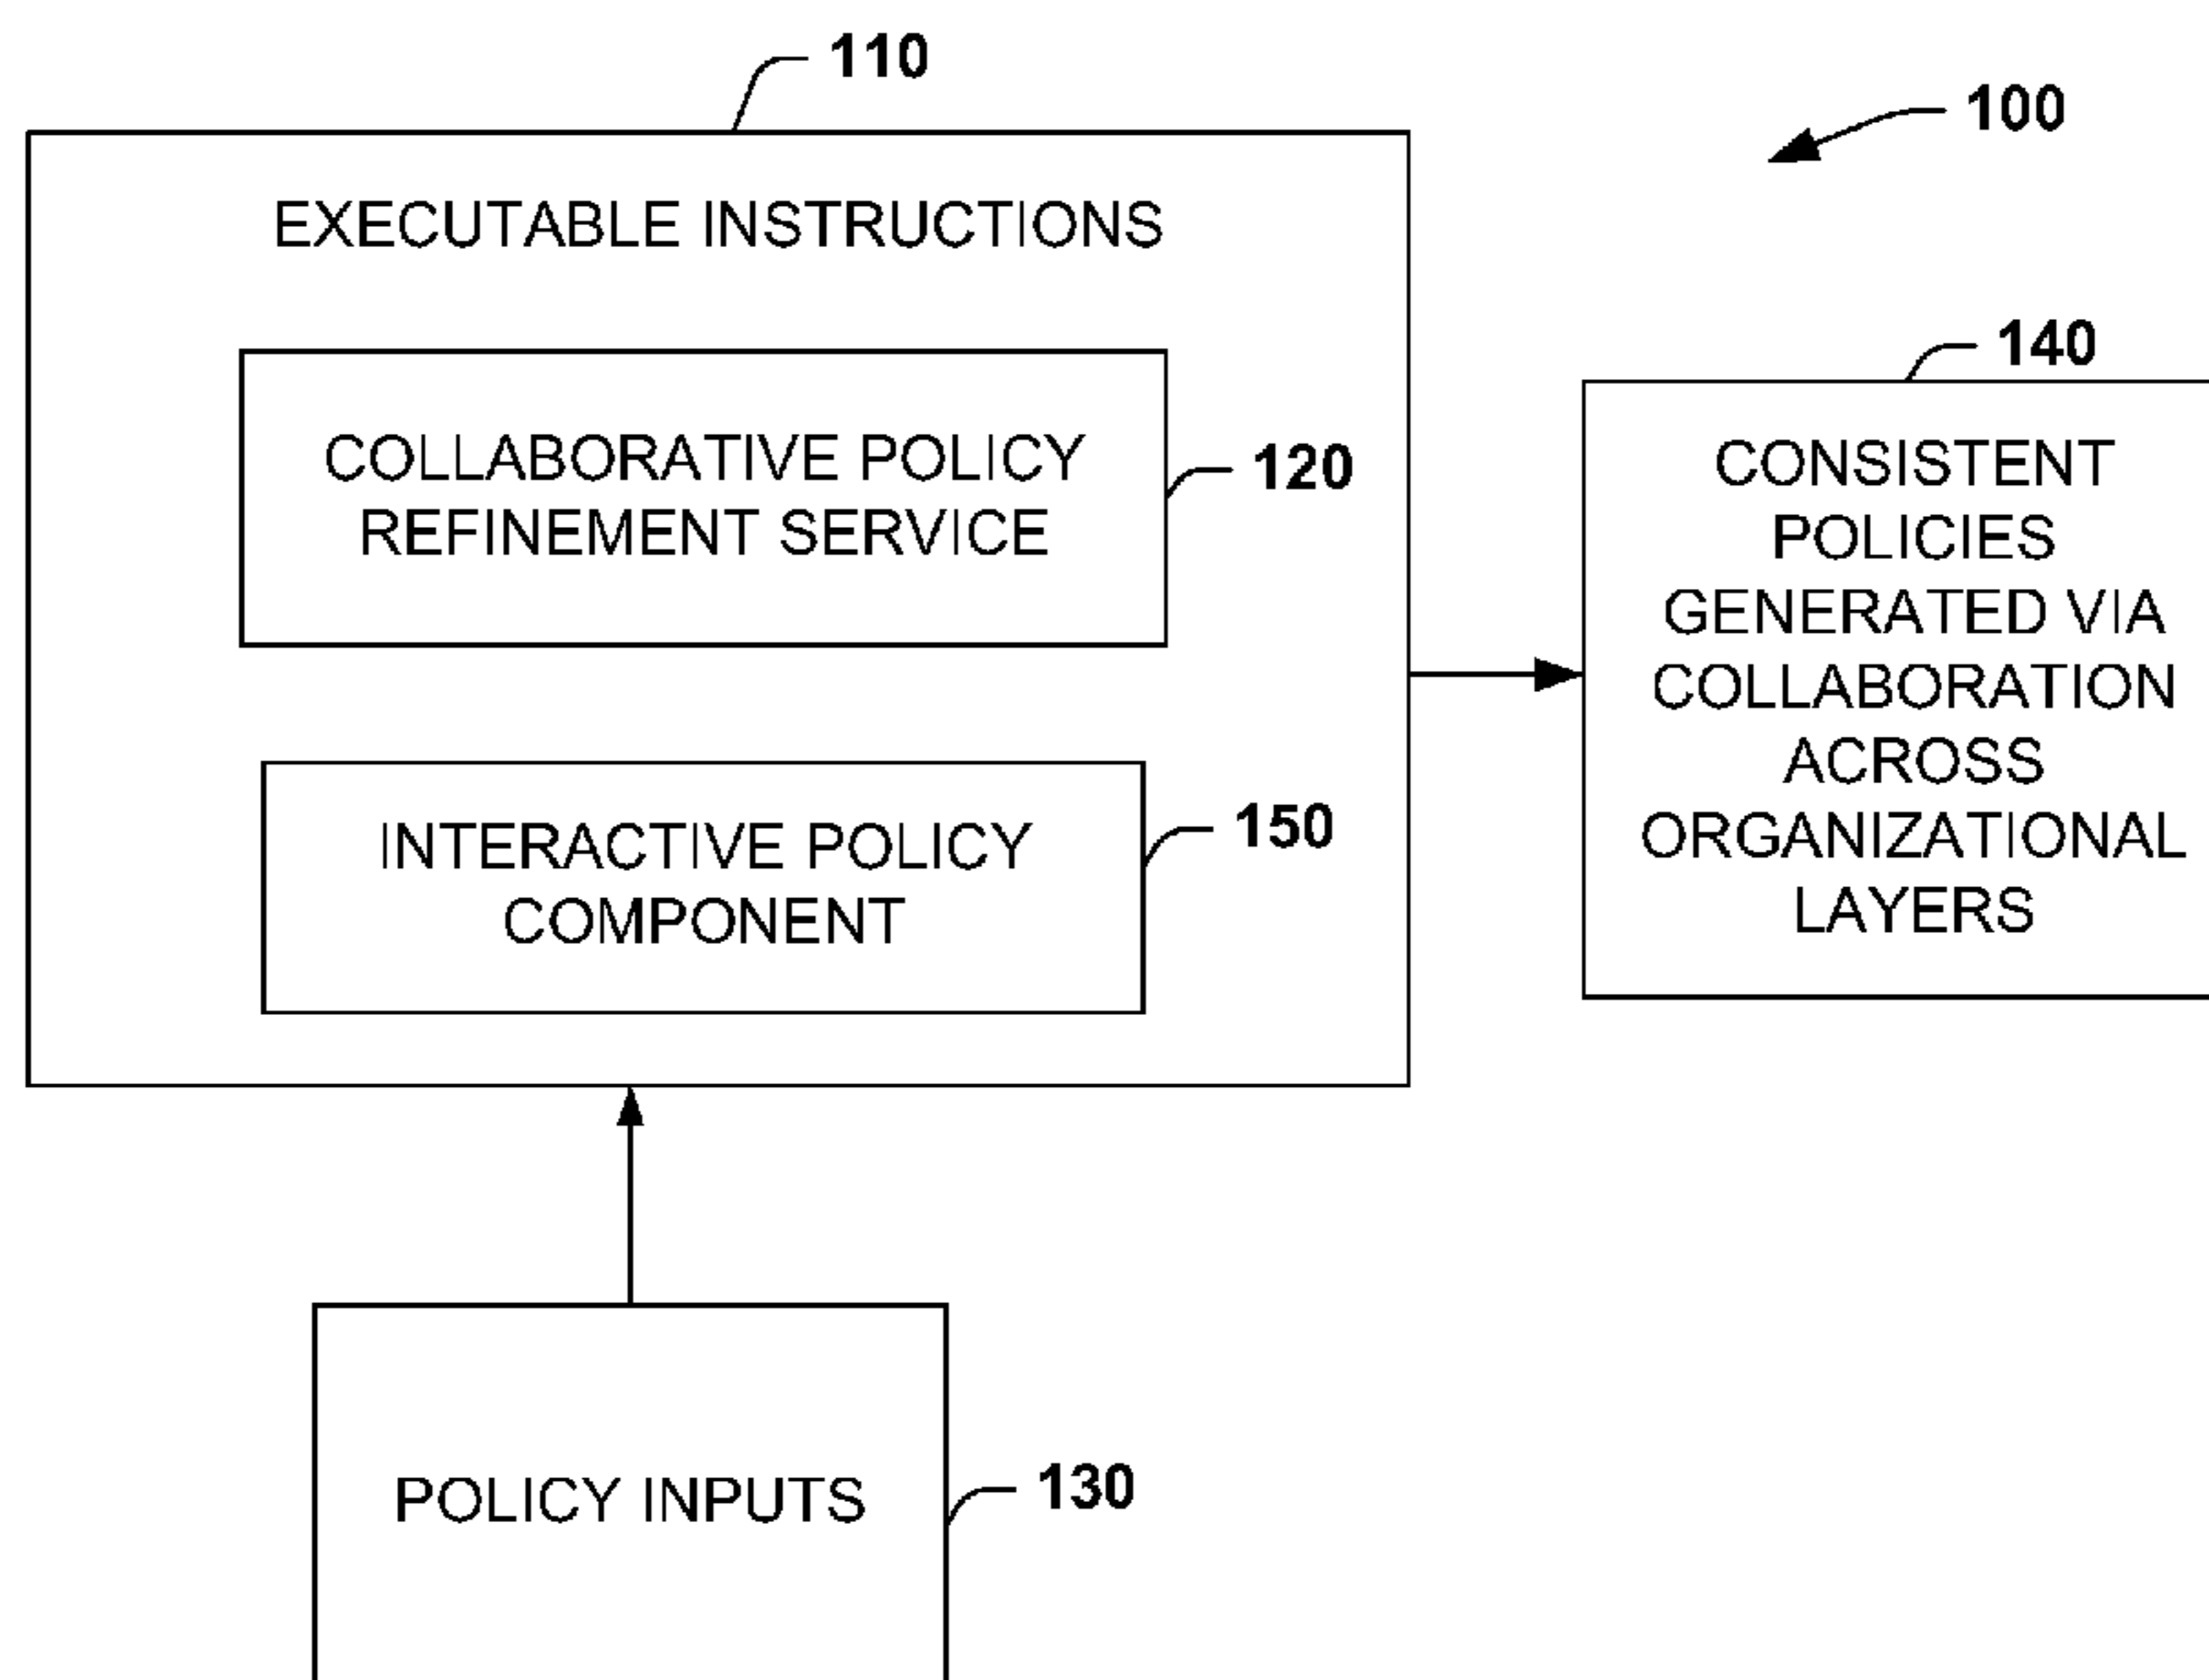 110
100
EXECUTABLE INSTRUCTIONS
140
COLLABORATIVE POLICY
REFINEMENT SERVICE
120
CONSISTENT
POLICIES
GENERATED VIA
COLLABORATION
ACROSS
ORGANIZATIONAL
LAYERS
INTERACTIVE POLICY
COMPONENT
150
POLICY INPUTS
130